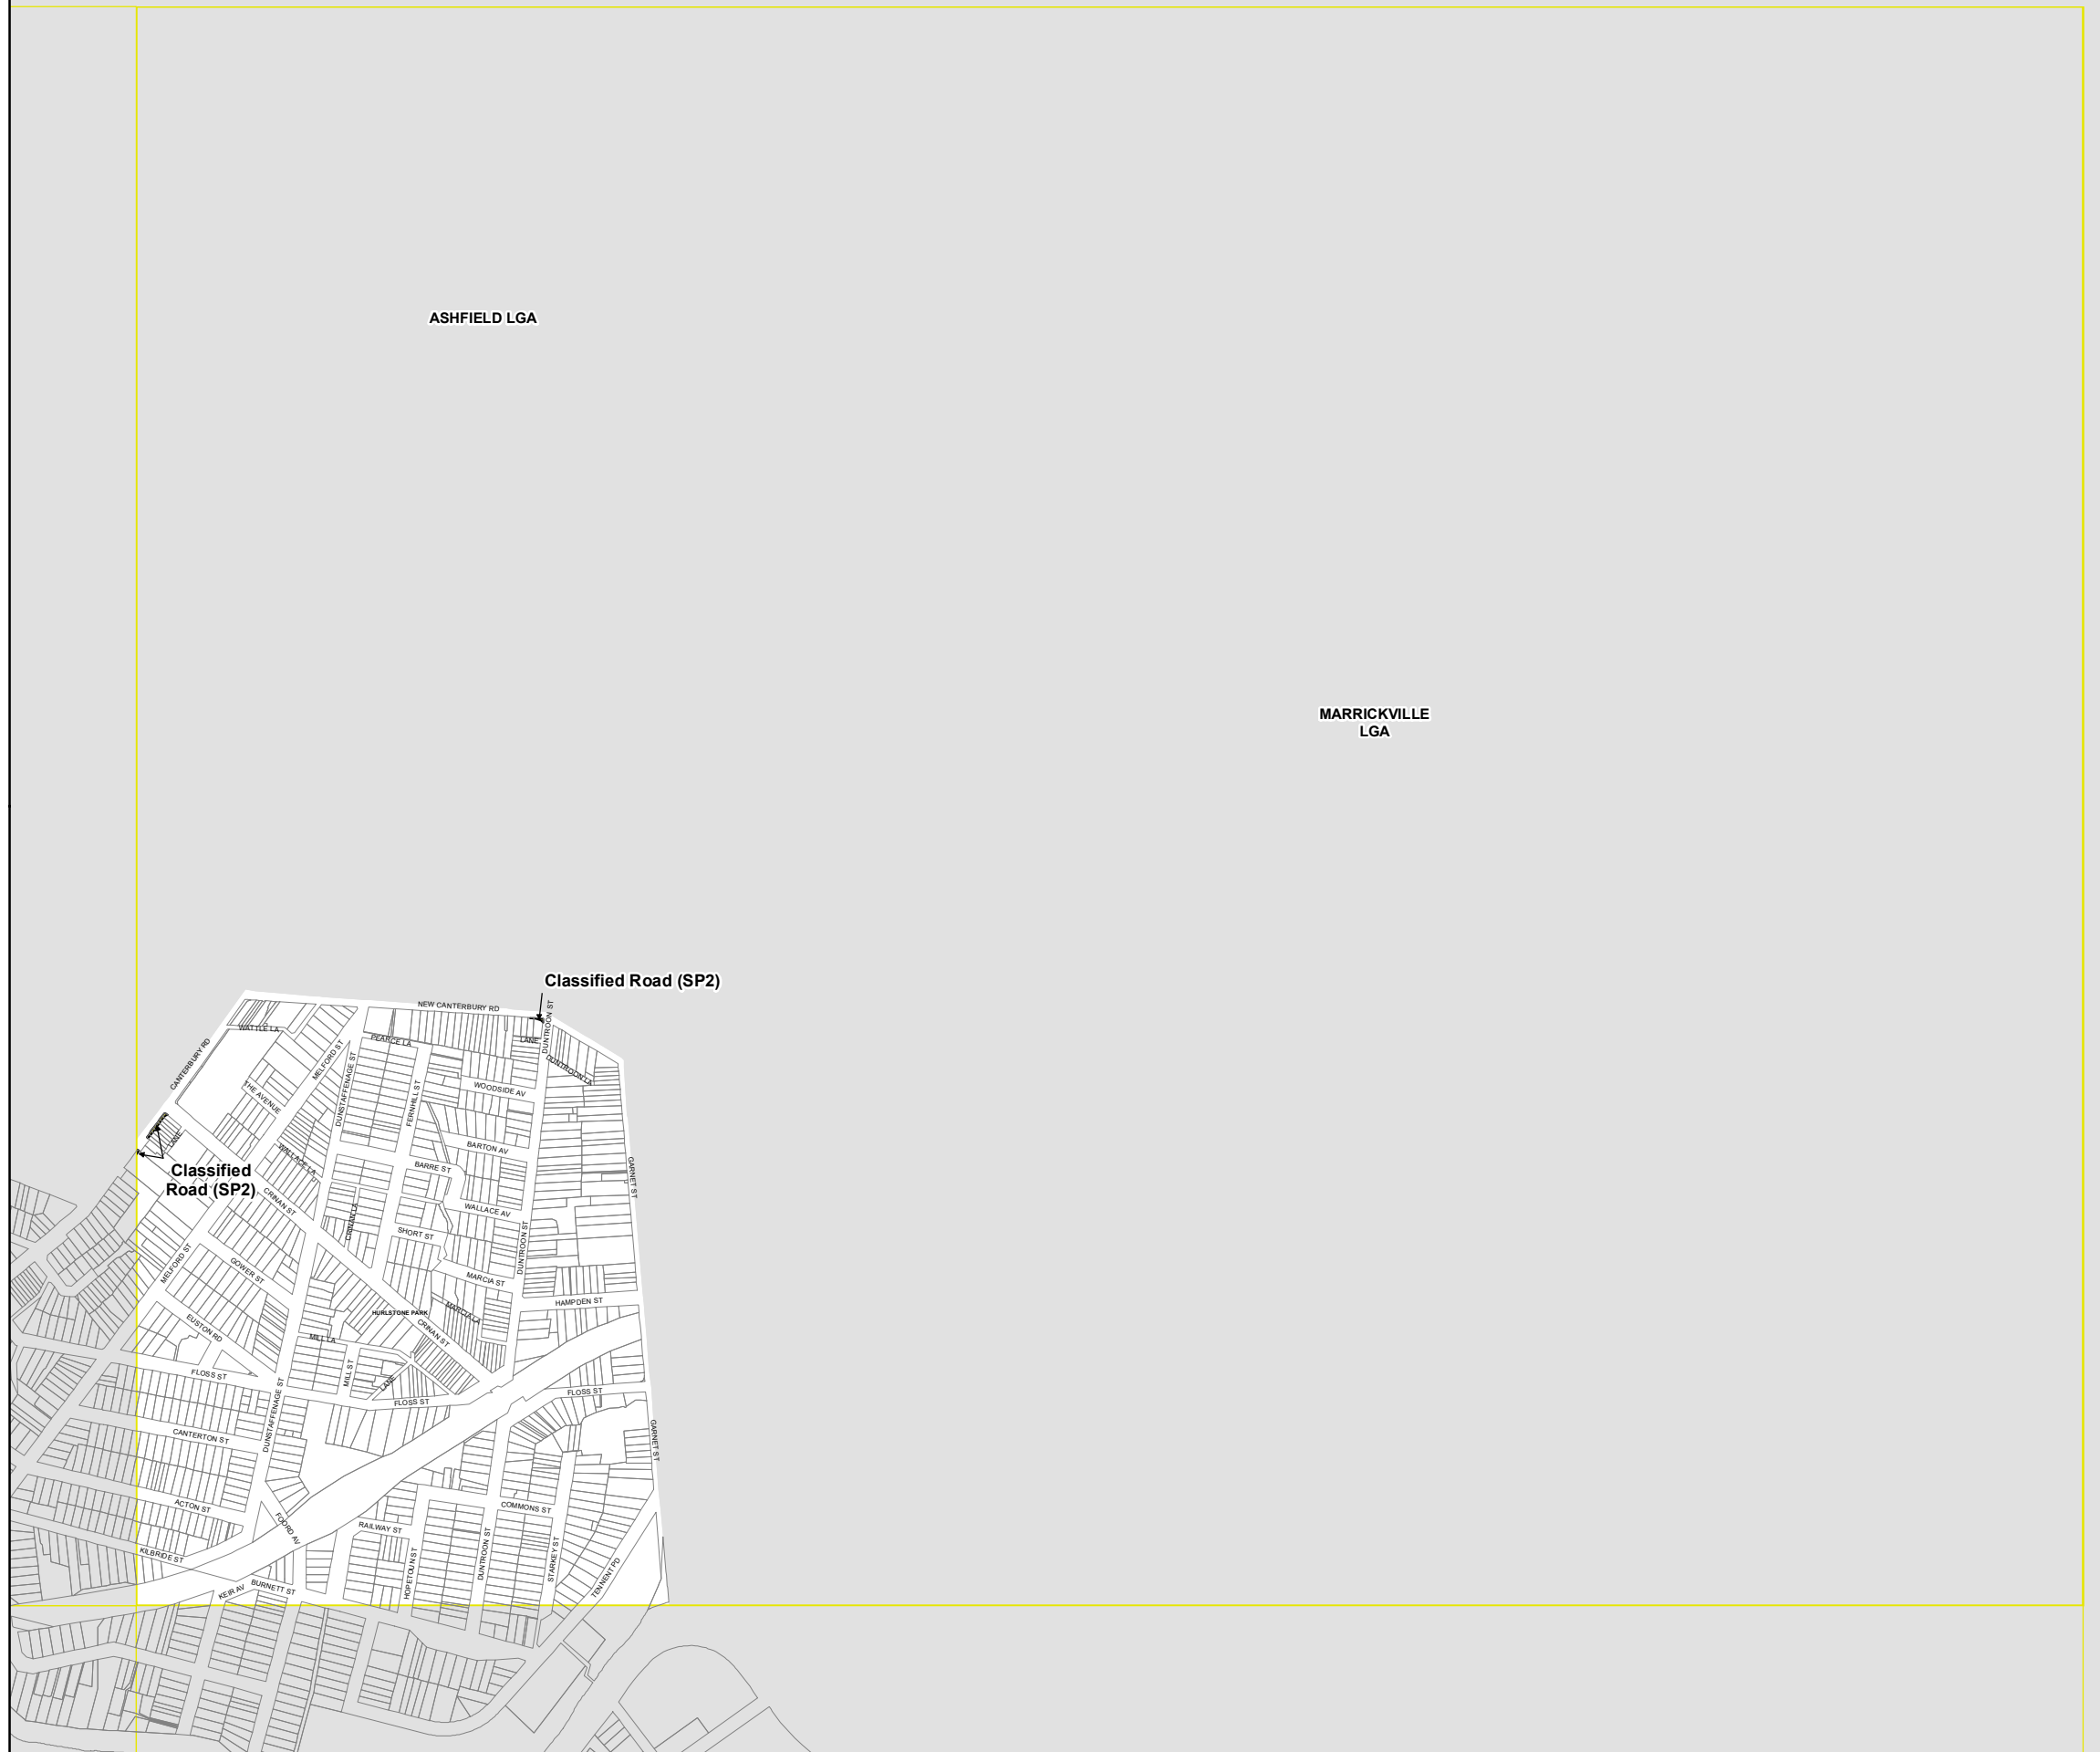 ASHFIELD LGA
MARRICKVILLE
LGA
Classified Road (SP2)
NEW CANTERBURY RD
DUNTROON ST
WATTLE LA
CANTERBURY RD
PEARCE LA
LANE
MELFORD ST
DUNSTAFFENAGE ST
DUNTROON LA
THE AVENUE
FERNHILL ST
WOODSIDE AV
LANE
BARTON AV
WALLACE LA
BARRE ST
GARNET ST
Classified
Road (SP2)
CRINAN ST
CRINAN LA
WALLACE AV
SHORT ST
DUNTROON ST
MELFORD ST
GOWER ST
MARCIA ST
HAMPDEN ST
HURLSTONE PARK
MARCIA LA
EUSTON RD
CRINAN ST
MILL LA
FLOSS ST
MILL ST
LANE
FLOSS ST
FLOSS ST
DUNSTAFFENAGE ST
CANTERTON ST
GARNET ST
ACTON ST
COMMONS ST
FOORD AV
RAILWAY ST
KILBRIDE ST
HOPETOUN ST
DUNTROON ST
STARKEY ST
TENNENT PD
KEIR AV
BURNETT ST